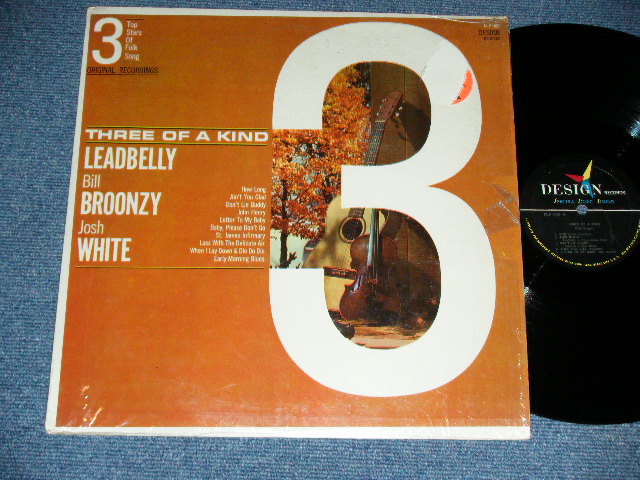 3
Top
Stars
Of
Folk
Song
ORIGINAL RECORDINGS
DESIGN
RECORDS
THREE OF A KIND
LEADBELLY
Bill
BROONZY
Josh
WHITE
How Long
Ain't You Glad
Don't Lie Buddy
John Henry
Letter To My Baby
Baby, Please Don't Go
St. James Infirmary
Lass With The Delicate Air
When I Lay Down & Die Do Die
Early Morning Blues
3
DESIGN RECORDS